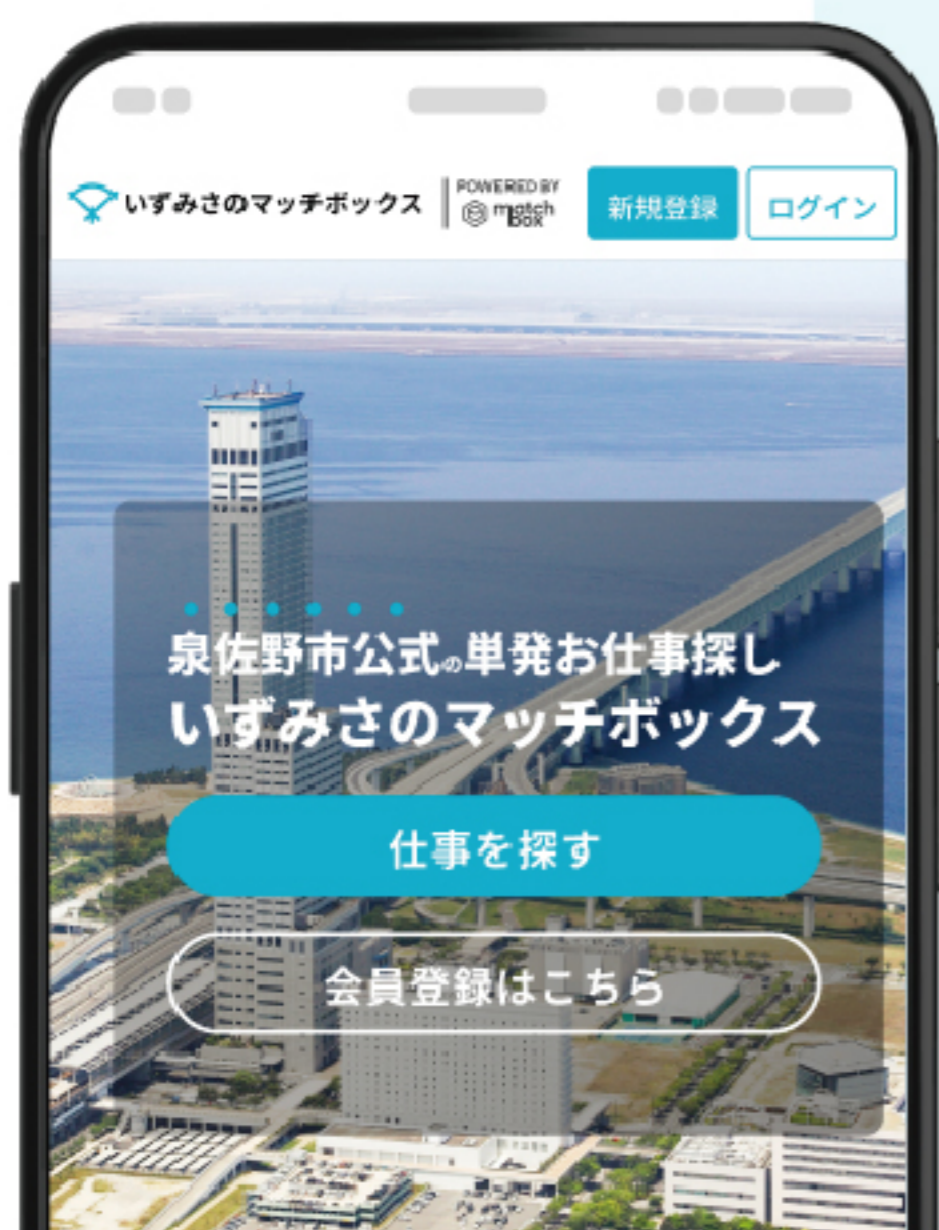 いずみさのマッチボックス
POWERED BY
matchbox
新規登録
ログイン
泉佐野市公式の単発お仕事探し
いずみさのマッチボックス
仕事を探す
会員登録はこちら